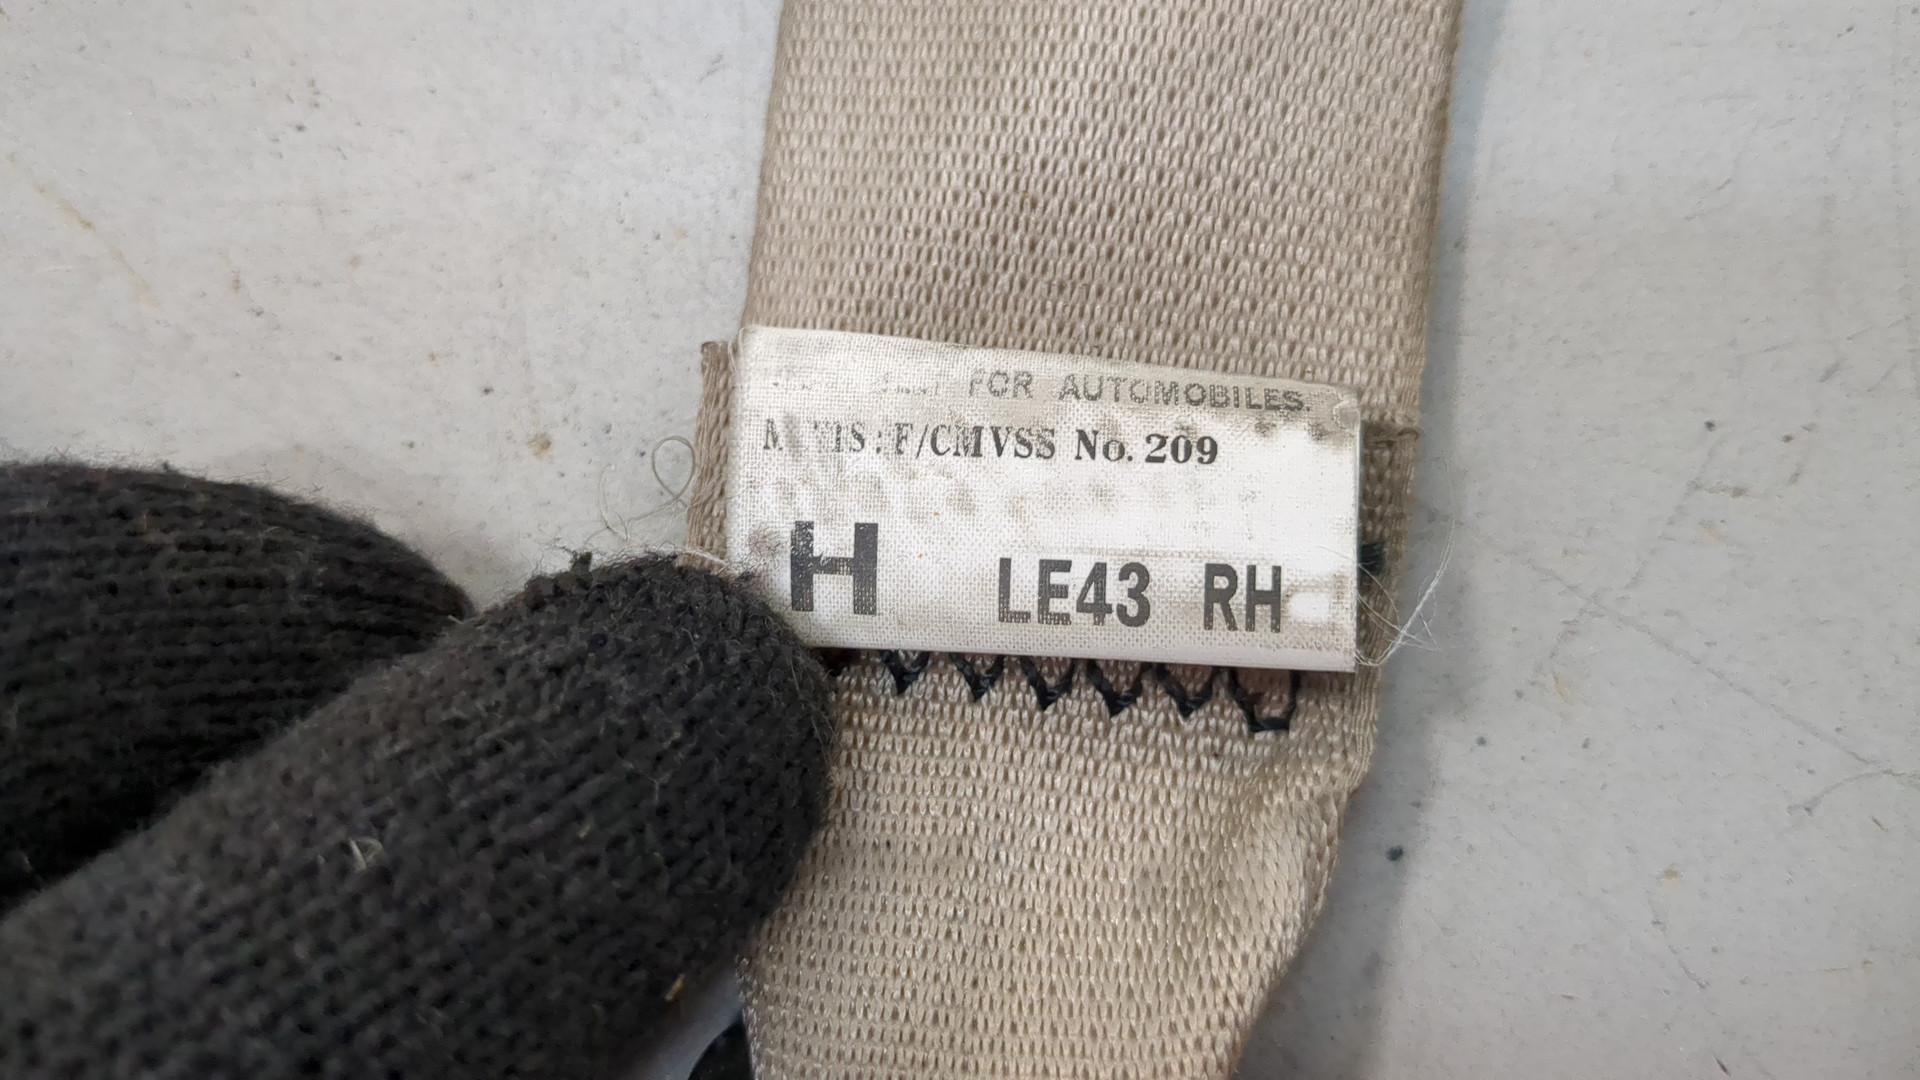 FOR AUTOMOBILES.
F/CMVSS No. 209
H LE43 RH